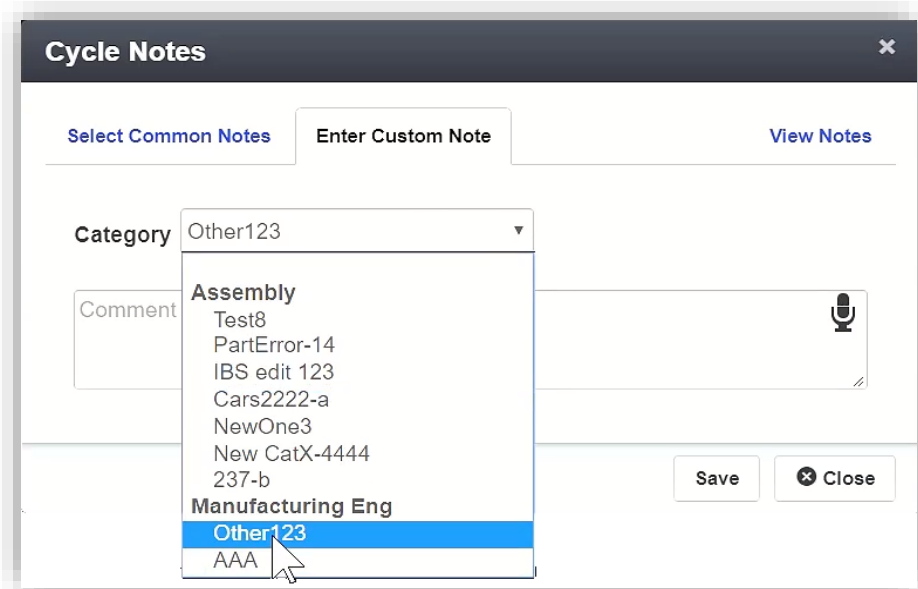 Cycle Notes ×
Select Common Notes Enter Custom Note View Notes
Category Other123
Comment
Assembly
Test8
PartError-14
IBS edit 123
Cars2222-a
NewOne3
New CatX-4444
237-b
Manufacturing Eng
Other123
AAA
Save Close